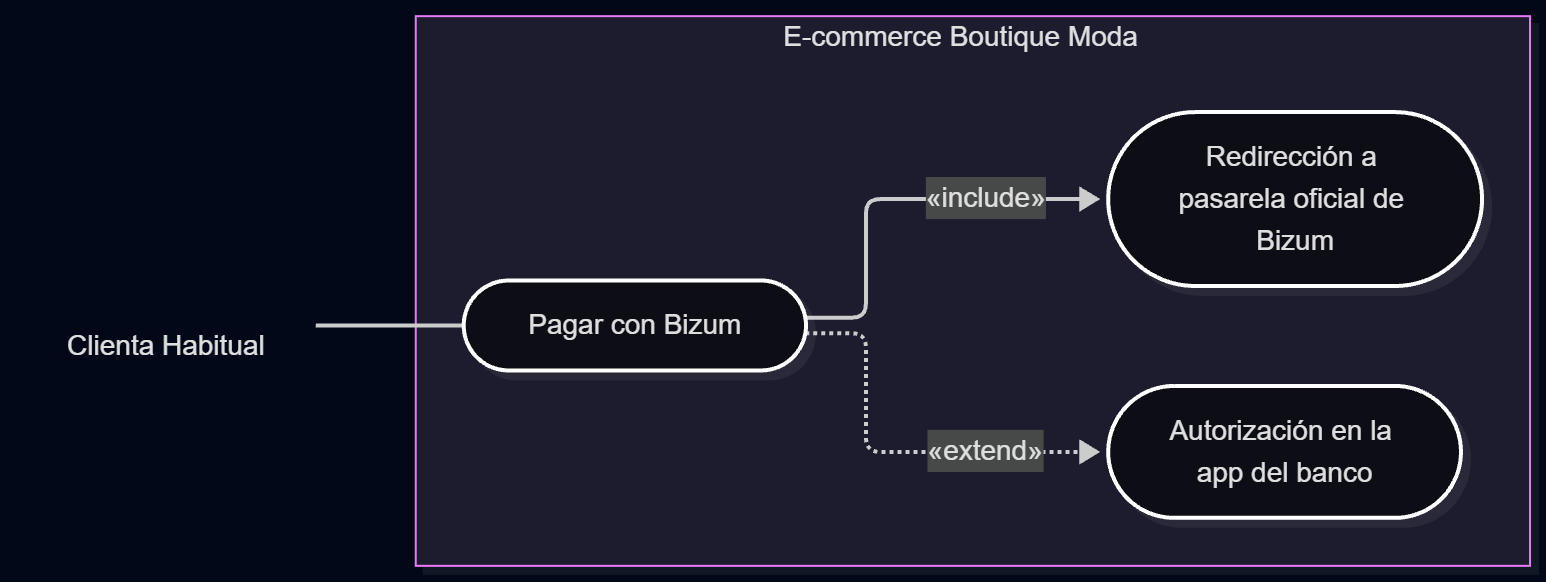 E-commerce Boutique Moda
Redirección a
pasarela oficial de
Bizum
«include»
Pagar con Bizum
Clienta Habitual
«extend»
Autorización en la
app del banco